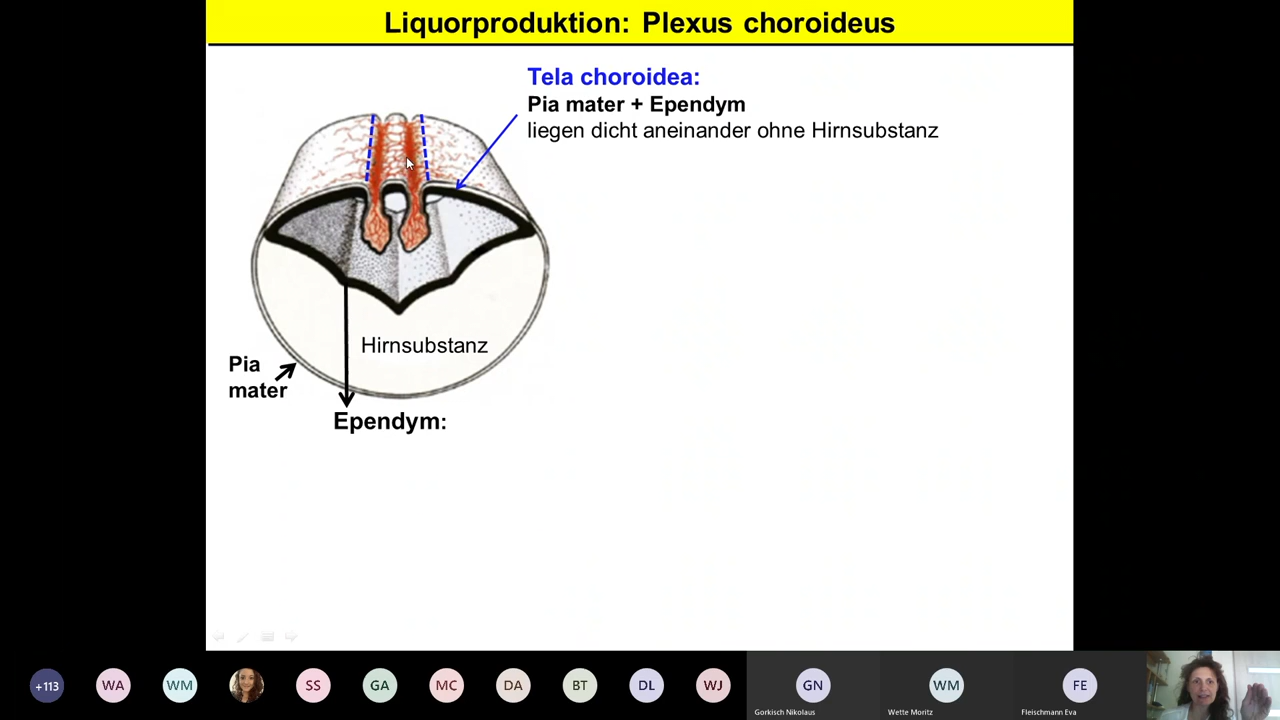 Liquorproduktion: Plexus choroideus
Tela choroidea:
Pia mater + Ependym
liegen dicht aneinander ohne Hirnsubstanz
Hirnsubstanz
Pia
mater
Ependym:
+113
WA
WM
SS
GA
MC
DA
BT
DL
WJ
GN
WM
FE
Gorkisch Nikolaus
Wette Moritz
Fleischmann Eva